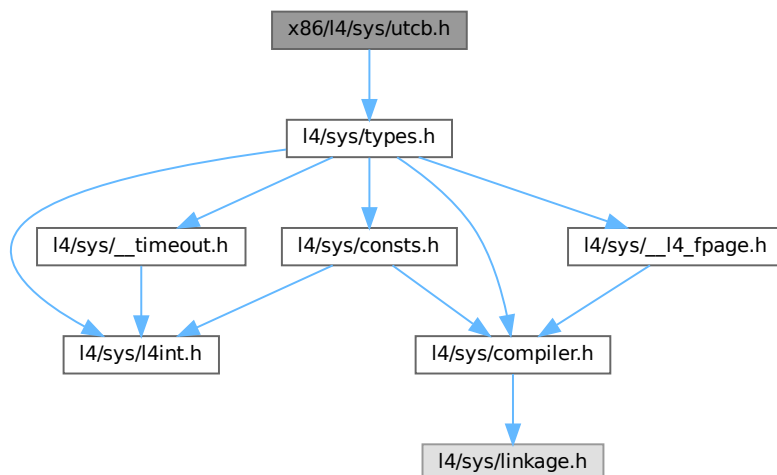 x86/l4/sys/utcb.h
l4/sys/types.h
l4/sys/__timeout.h
l4/sys/consts.h
l4/sys/__l4_fpage.h
l4/sys/l4int.h
l4/sys/compiler.h
l4/sys/linkage.h